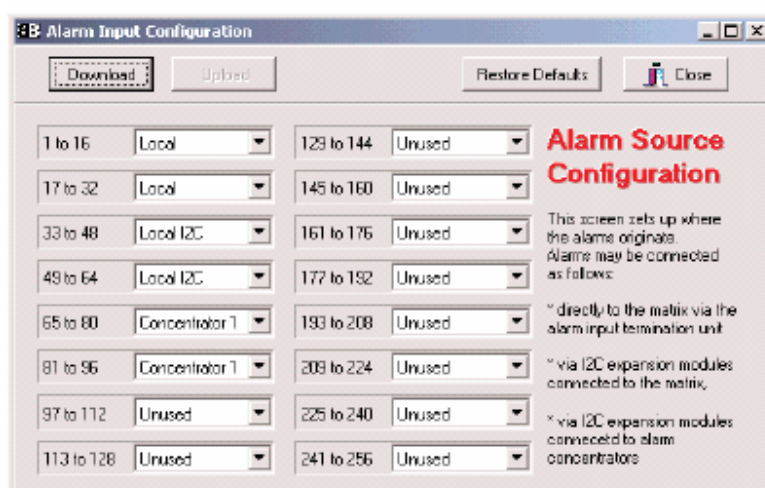 Alarm Input Configuration
Download Upload Restore Defaults Close
1 to 16 Local 129 to 144 Unused
17 to 32 Local 145 to 160 Unused
33 to 48 Local I2C 161 to 176 Unused
49 to 64 Local I2C 177 to 192 Unused
65 to 80 Concentrator 1 193 to 208 Unused
81 to 96 Concentrator 1 209 to 224 Unused
97 to 112 Unused 225 to 240 Unused
113 to 128 Unused 241 to 256 Unused
Alarm Source
Configuration
This screen sets up where
the alarms originate.
Alarms may be connected
as follows:
* directly to the matrix via the
alarm input termination unit
* via I2C expansion modules
connected to the matrix,
* via I2C expansion modules
connecetd to alarm
concentrators